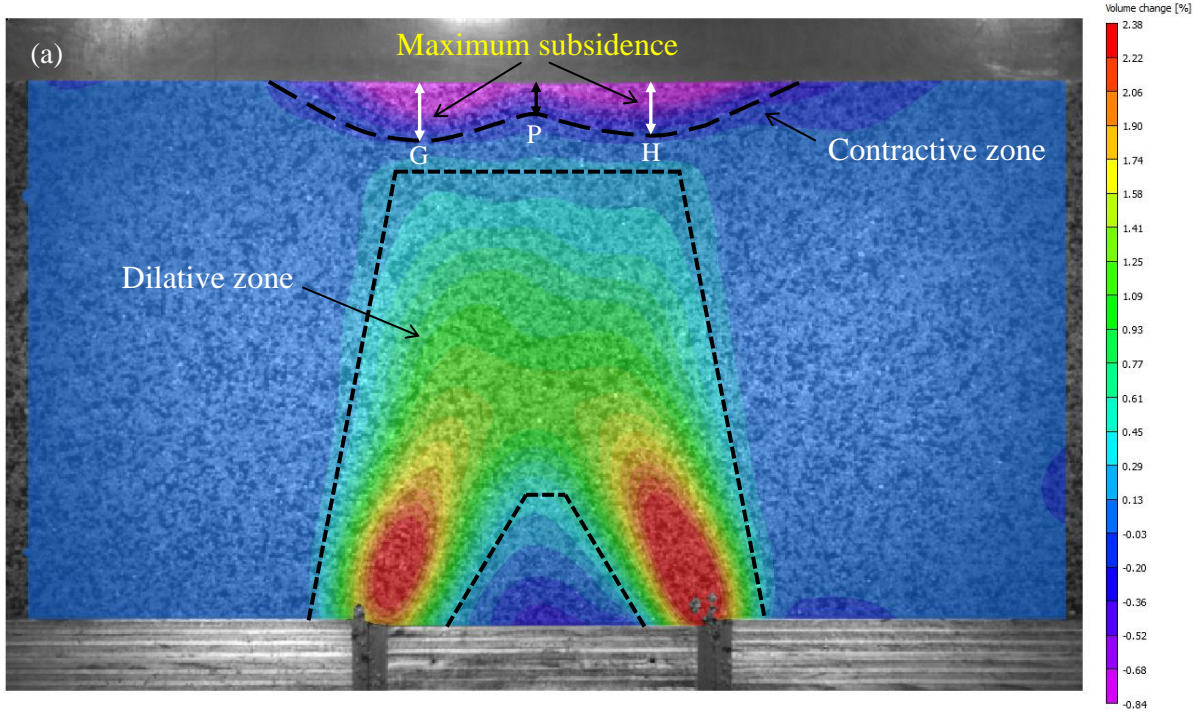 Volume change [%]
(a)
Maximum subsidence
G
P
H
Contractive zone
Dilative zone
2.38
2.22
2.06
1.90
1.74
1.58
1.41
1.25
1.09
0.93
0.77
0.61
0.45
0.29
0.13
-0.03
-0.20
-0.36
-0.52
-0.68
-0.84